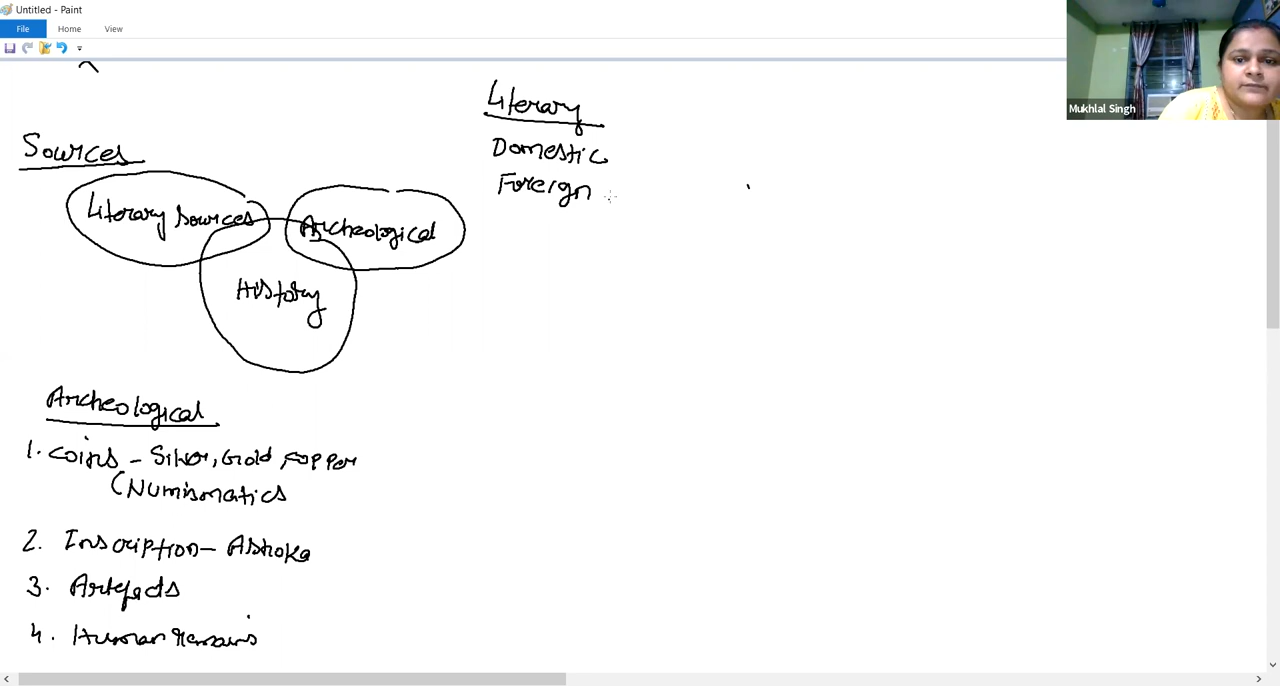 Untitled - Paint
File Home View
Mukhlal Singh
Literary
Domestic
Foreign
Sources
Literary Sources
Archeological
History
Archeological
1. Coins - Silver, Gold, Copper
(Numismatics
2. Inscription - Ashoka
3. Artefacts
4. Human Remains